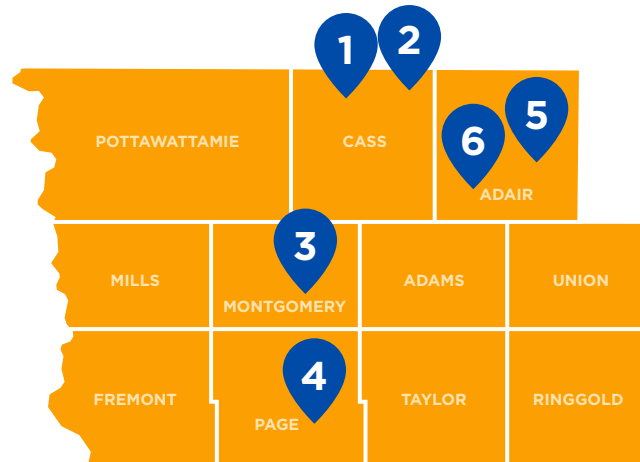 1
2
5
6
POTTAWATTAMIE
CASS
ADAIR
3
MILLS
ADAMS
UNION
MONTGOMERY
4
FREMONT
TAYLOR
RINGGOLD
PAGE